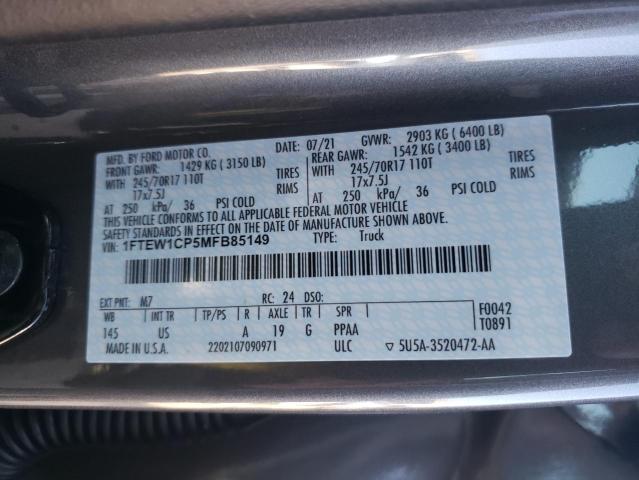 MFD. BY FORD MOTOR CO. DATE: 07/21 GVWR: 2903 KG ( 6400 LB)
FRONT GAWR: 1429 KG ( 3150 LB) REAR GAWR: 1542 KG ( 3400 LB)
WITH 245/70R17 110T TIRES WITH 245/70R17 110T TIRES
17x7.5J RIMS 17x7.5J RIMS
AT 250 kPa/ 36 PSI COLD AT 250 kPa/ 36 PSI COLD
THIS VEHICLE CONFORMS TO ALL APPLICABLE FEDERAL MOTOR VEHICLE
SAFETY AND THEFT PREVENTION STANDARDS IN EFFECT ON THE DATE OF MANUFACTURE SHOWN ABOVE.
VIN: 1FTEW1CP5MFB85149 TYPE: Truck
EXT PNT: M7 RC: 24 DSO:
WB INT TR TP/PS R AXLE TR SPR F0042
145 US A 19 G PPAA T0891
MADE IN U.S.A. 2202107090971 ULC ▽ 5U5A-3520472-AA